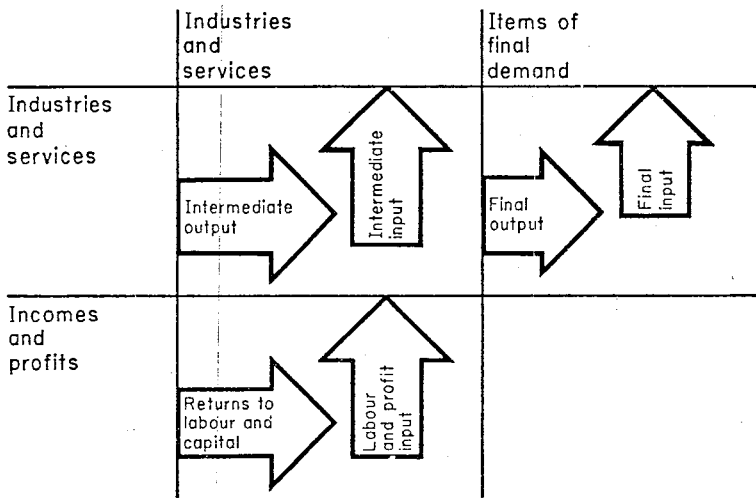 Industries
and
services
Items of
final
demand
Industries
and
services
Intermediate
output
Intermediate
input
Final
output
Final
input
Incomes
and
profits
Returns to
labour and
capital
Labour
and profit
input